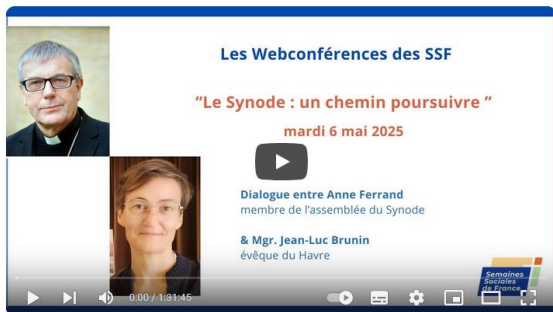 Les Webconférences des SSF
“Le Synode : un chemin poursuivre ”
mardi 6 mai 2025
Dialogue entre Anne Ferrand
membre de l'assemblée du Synode
& Mgr. Jean-Luc Brunin
évêque du Havre
Semaines
Sociales
de France
0:00 / 1:31:45